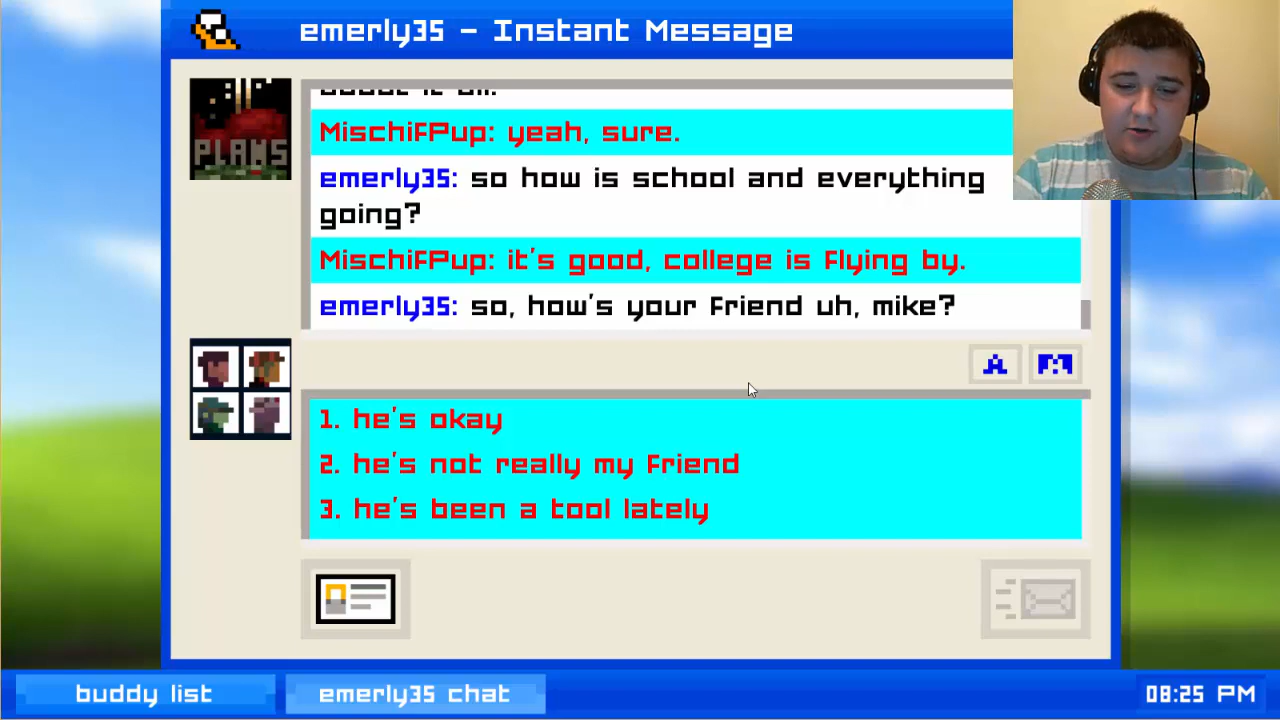 emerly35 - Instant Message
PLANS
MischiFPup: yeah, sure.
emerly35: so how is school and everything
going?
MischiFPup: it's good, college is Flying by.
emerly35: so, how's your Friend uh, mike?
A
1. he's okay
2. he's not really my Friend
3. he's been a tool lately
buddy list
emerly35 chat
08:25 PM